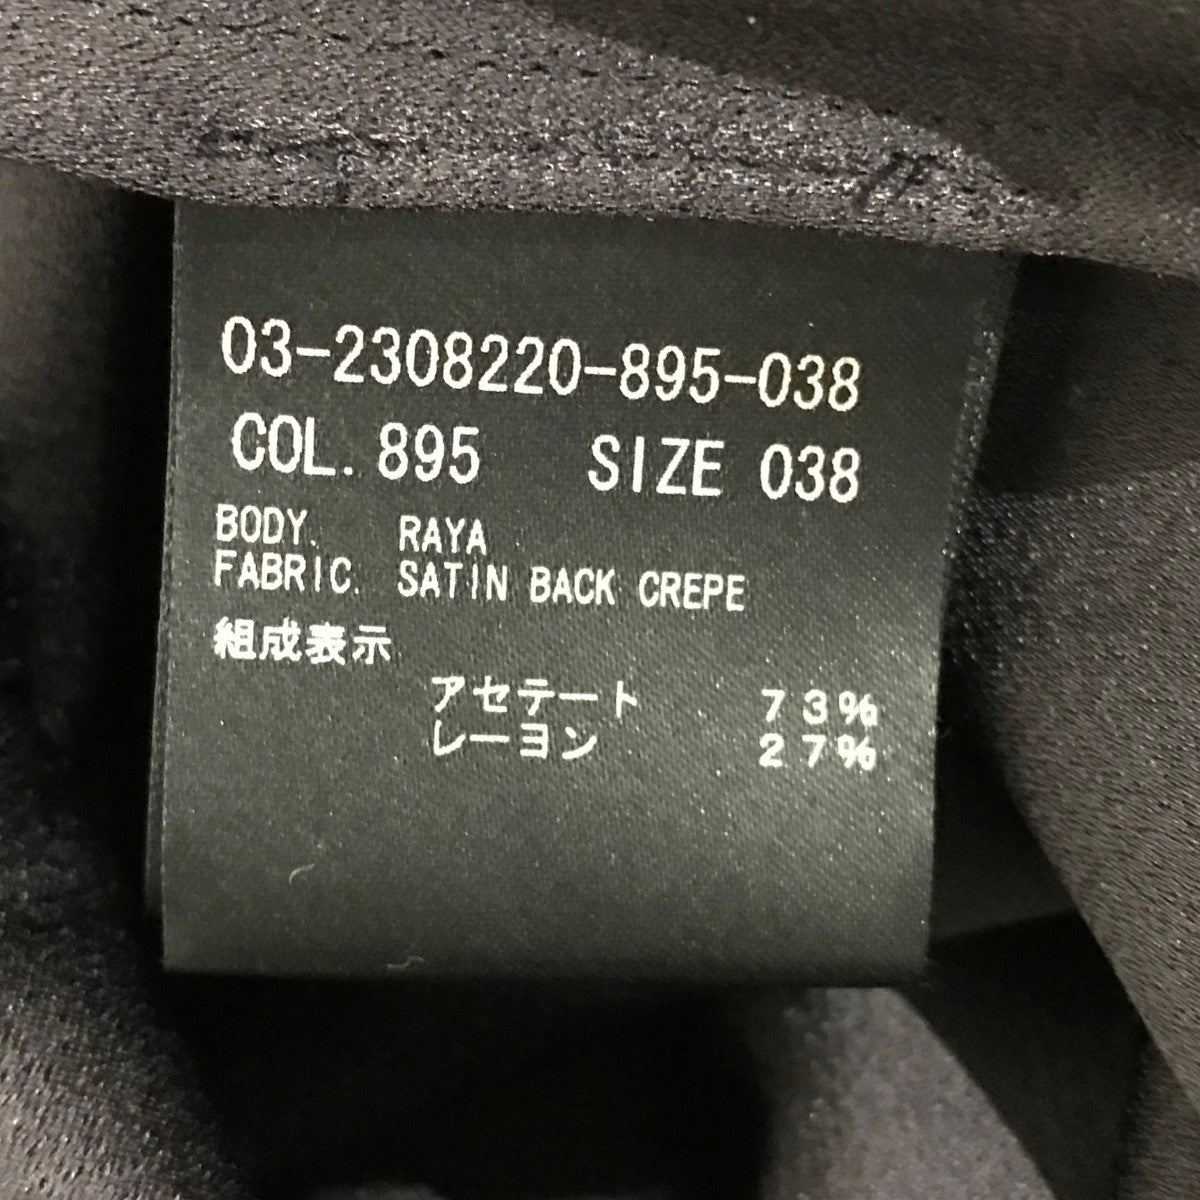 03-2308220-895-038
COL. 895 SIZE 038
BODY. RAYA
FABRIC. SATIN BACK CREPE
組成表示
アセテート 73%
レーヨン 27%